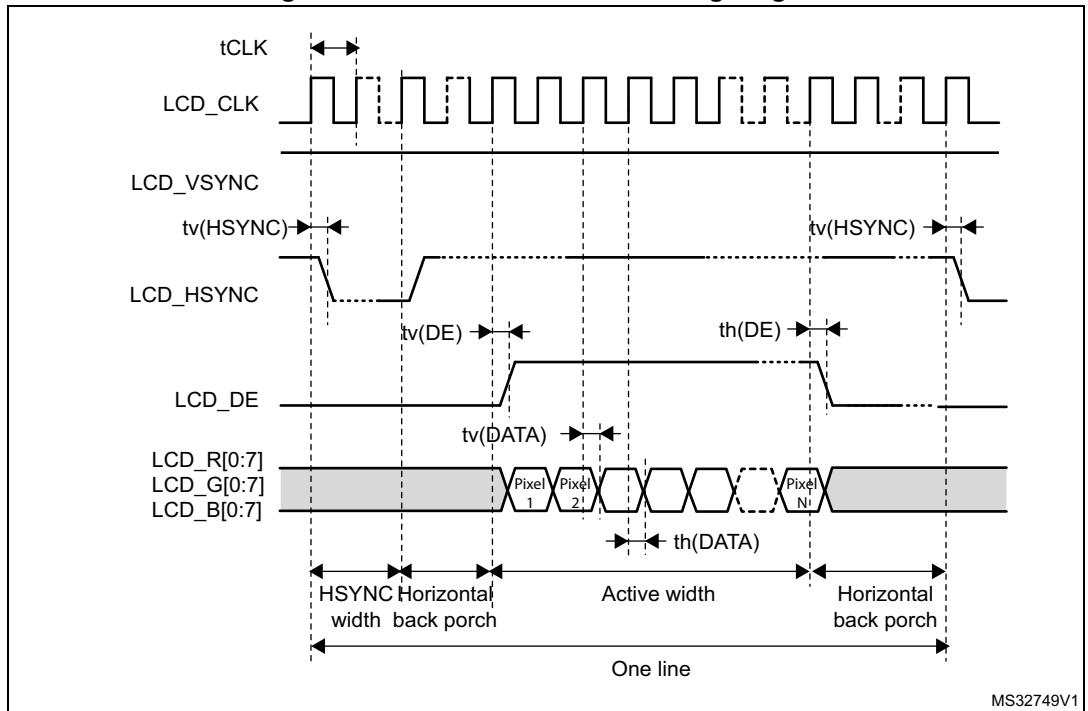 tCLK
LCD_CLK
LCD_VSYNC
tv(HSYNC)
tv(HSYNC)
LCD_HSYNC
tv(DE)
th(DE)
LCD_DE
tv(DATA)
LCD_R[0:7]
LCD_G[0:7]
LCD_B[0:7]
Pixel
1
Pixel
2
Pixel
N
th(DATA)
HSYNC
width
Horizontal
back porch
Active width
Horizontal
back porch
One line
MS32749V1